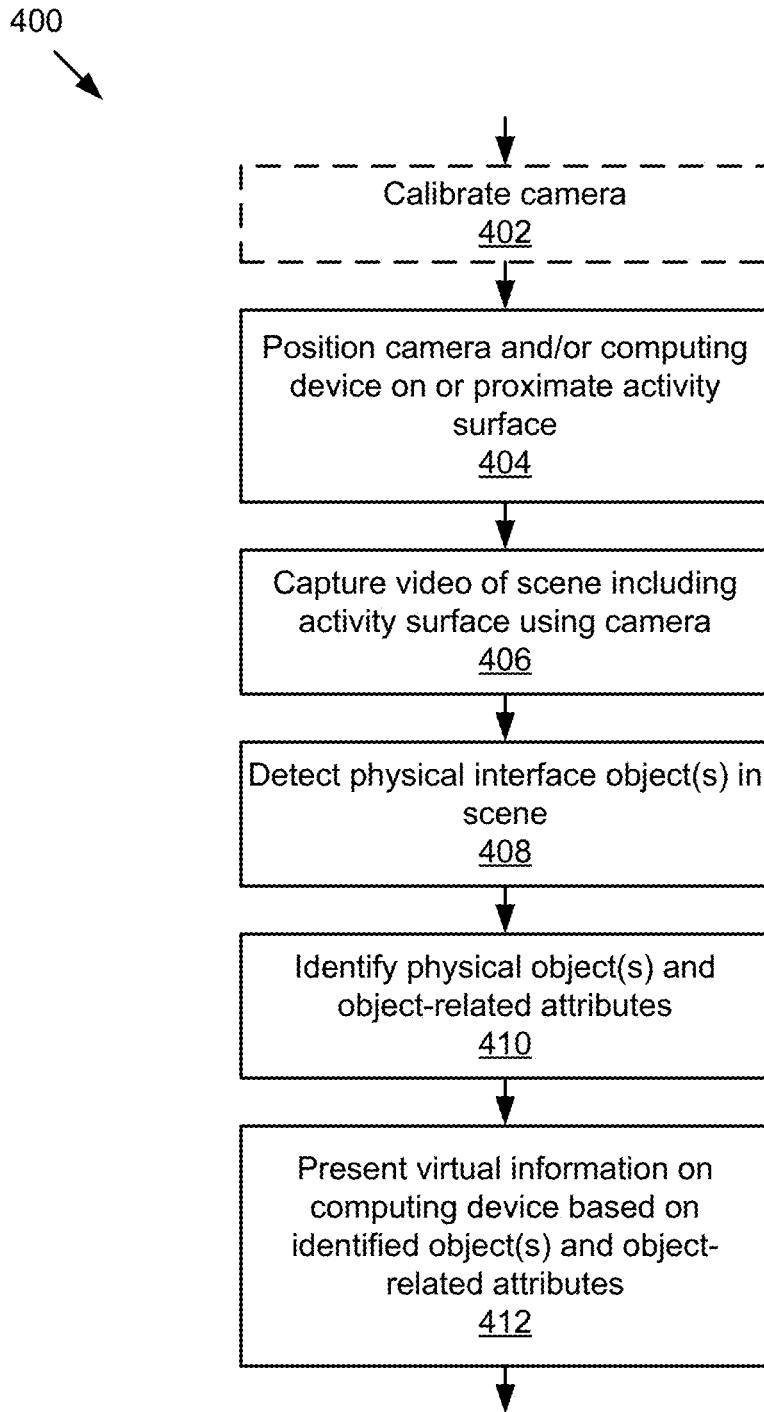 400
Calibrate camera
402
Position camera and/or computing
device on or proximate activity
surface
404
Capture video of scene including
activity surface using camera
406
Detect physical interface object(s) in
scene
408
Identify physical object(s) and
object-related attributes
410
Present virtual information on
computing device based on
identified object(s) and object-
related attributes
412